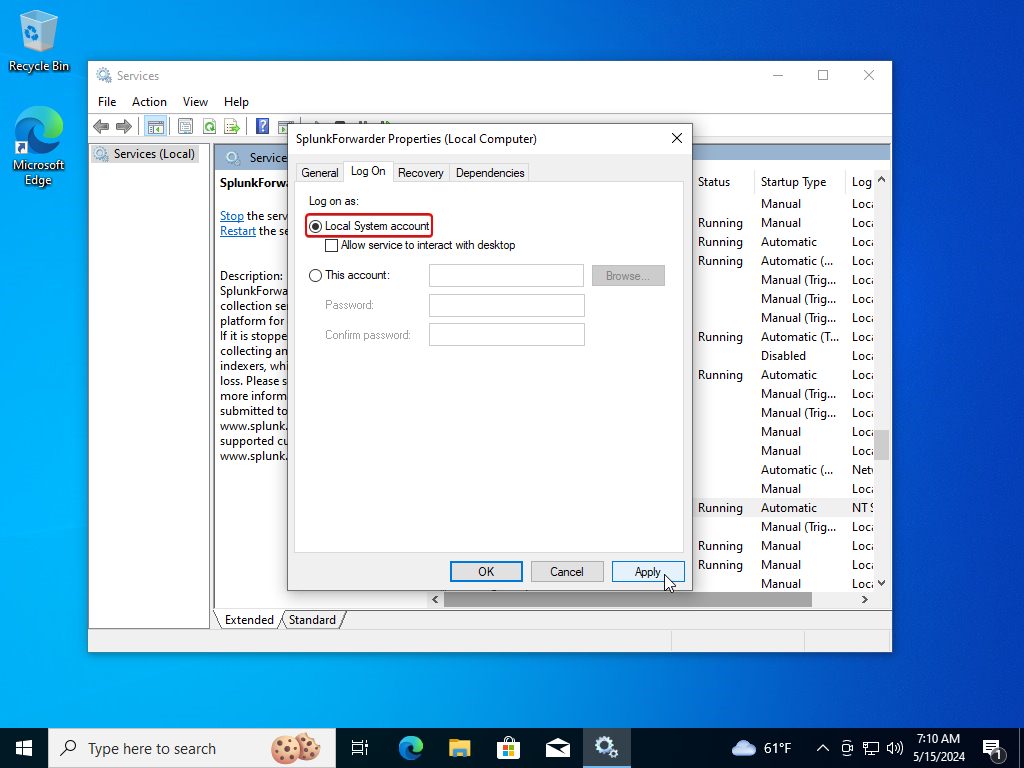 Recycle Bin
Microsoft
Edge
Services
File Action View Help
Services (Local)
SplunkForwarder Properties (Local Computer)
General Log On Recovery Dependencies
Log on as:
Local System account
Allow service to interact with desktop
This account:
Browse...
Password:
Confirm password:
OK Cancel Apply
Service
SplunkForwa
Stop the serv
Restart the se
Description:
SplunkForwa
collection se
platform for
If it is stoppe
collecting an
indexers, whi
loss. Please s
more inform
submitted to
www.splunk.
supported cu
www.splunk.
Status Startup Type Log
Manual Loca
Running Manual Loca
Running Automatic Loca
Running Automatic (... Loca
Manual (Trig... Loca
Manual (Trig... Loca
Manual (Trig... Loca
Running Automatic (T... Loca
Disabled Loca
Running Automatic Loca
Manual (Trig... Loca
Manual (Trig... Loca
Manual Loca
Manual Loca
Automatic (... Netv
Manual Loca
Running Automatic NT S
Manual (Trig... Loca
Running Manual Loca
Running Manual Loca
Manual Loca
Extended Standard
Type here to search
61°F
7:10 AM
5/15/2024
1